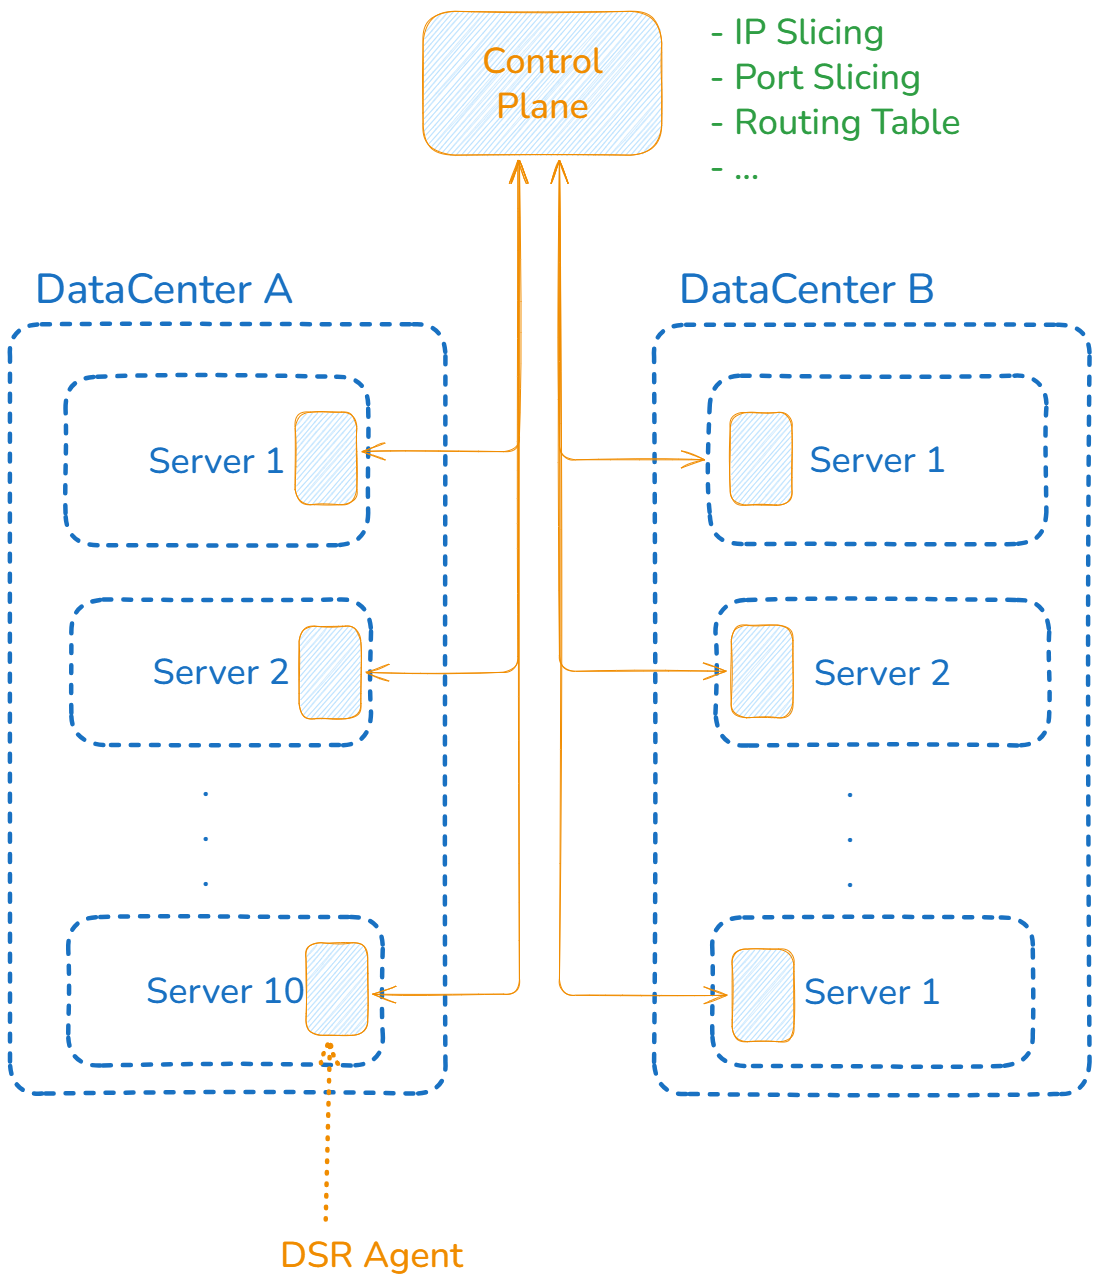 Control
Plane
- IP Slicing
- Port Slicing
- Routing Table
- ...
DataCenter A
DataCenter B
Server 1
Server 1
Server 2
Server 2
.
.
.
.
.
.
Server 10
Server 1
DSR Agent